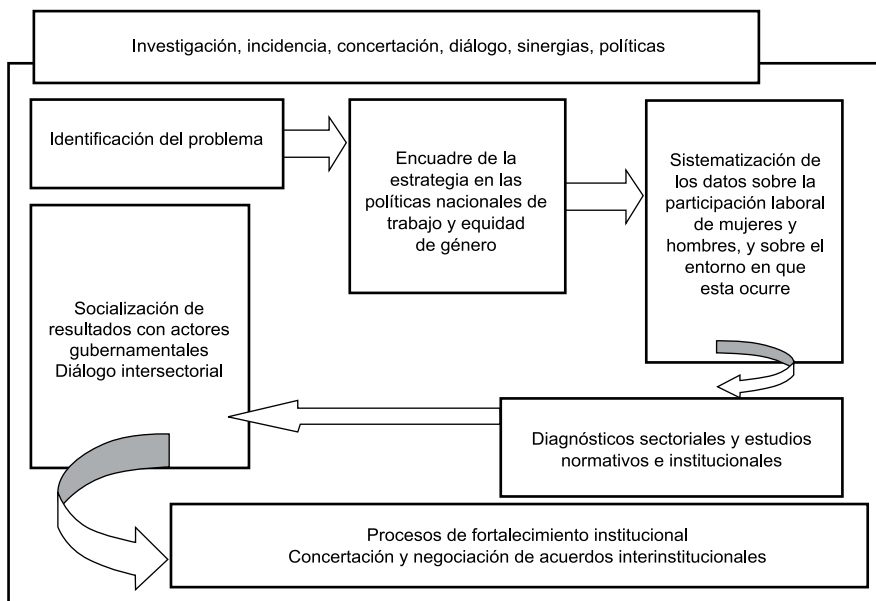 Investigación, incidencia, concertación, diálogo, sinergias, políticas
Identificación del problema
Encuadre de la
estrategia en las
políticas nacionales de
trabajo y equidad
de género
Sistematización de
los datos sobre la
participación laboral
de mujeres y
hombres, y sobre el
entorno en que
esta ocurre
Diagnósticos sectoriales y estudios
normativos e institucionales
Socialización de
resultados con actores
gubernamentales
Diálogo intersectorial
Procesos de fortalecimiento institucional
Concertación y negociación de acuerdos interinstitucionales